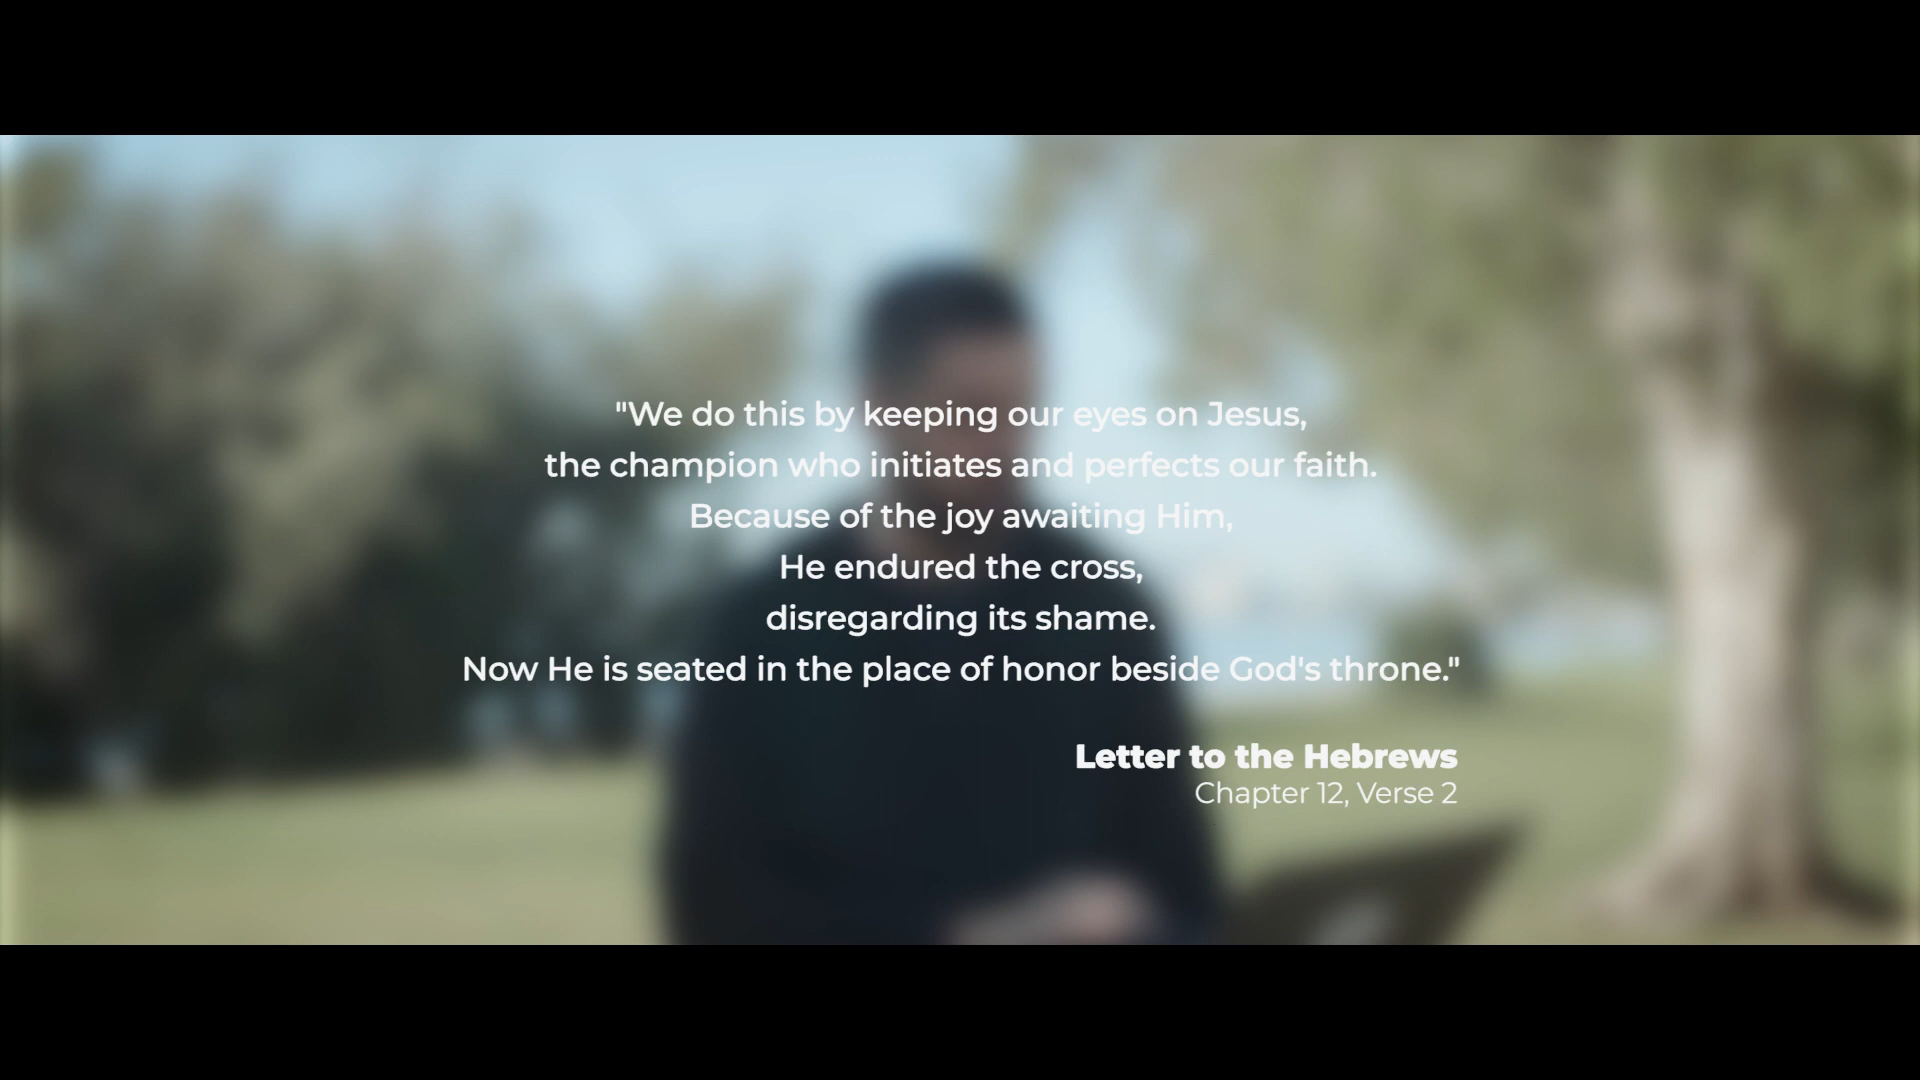 "We do this by keeping our eyes on Jesus,
the champion who initiates and perfects our faith.
Because of the joy awaiting Him,
He endured the cross,
disregarding its shame.
Now He is seated in the place of honor beside God's throne."
Letter to the Hebrews
Chapter 12, Verse 2